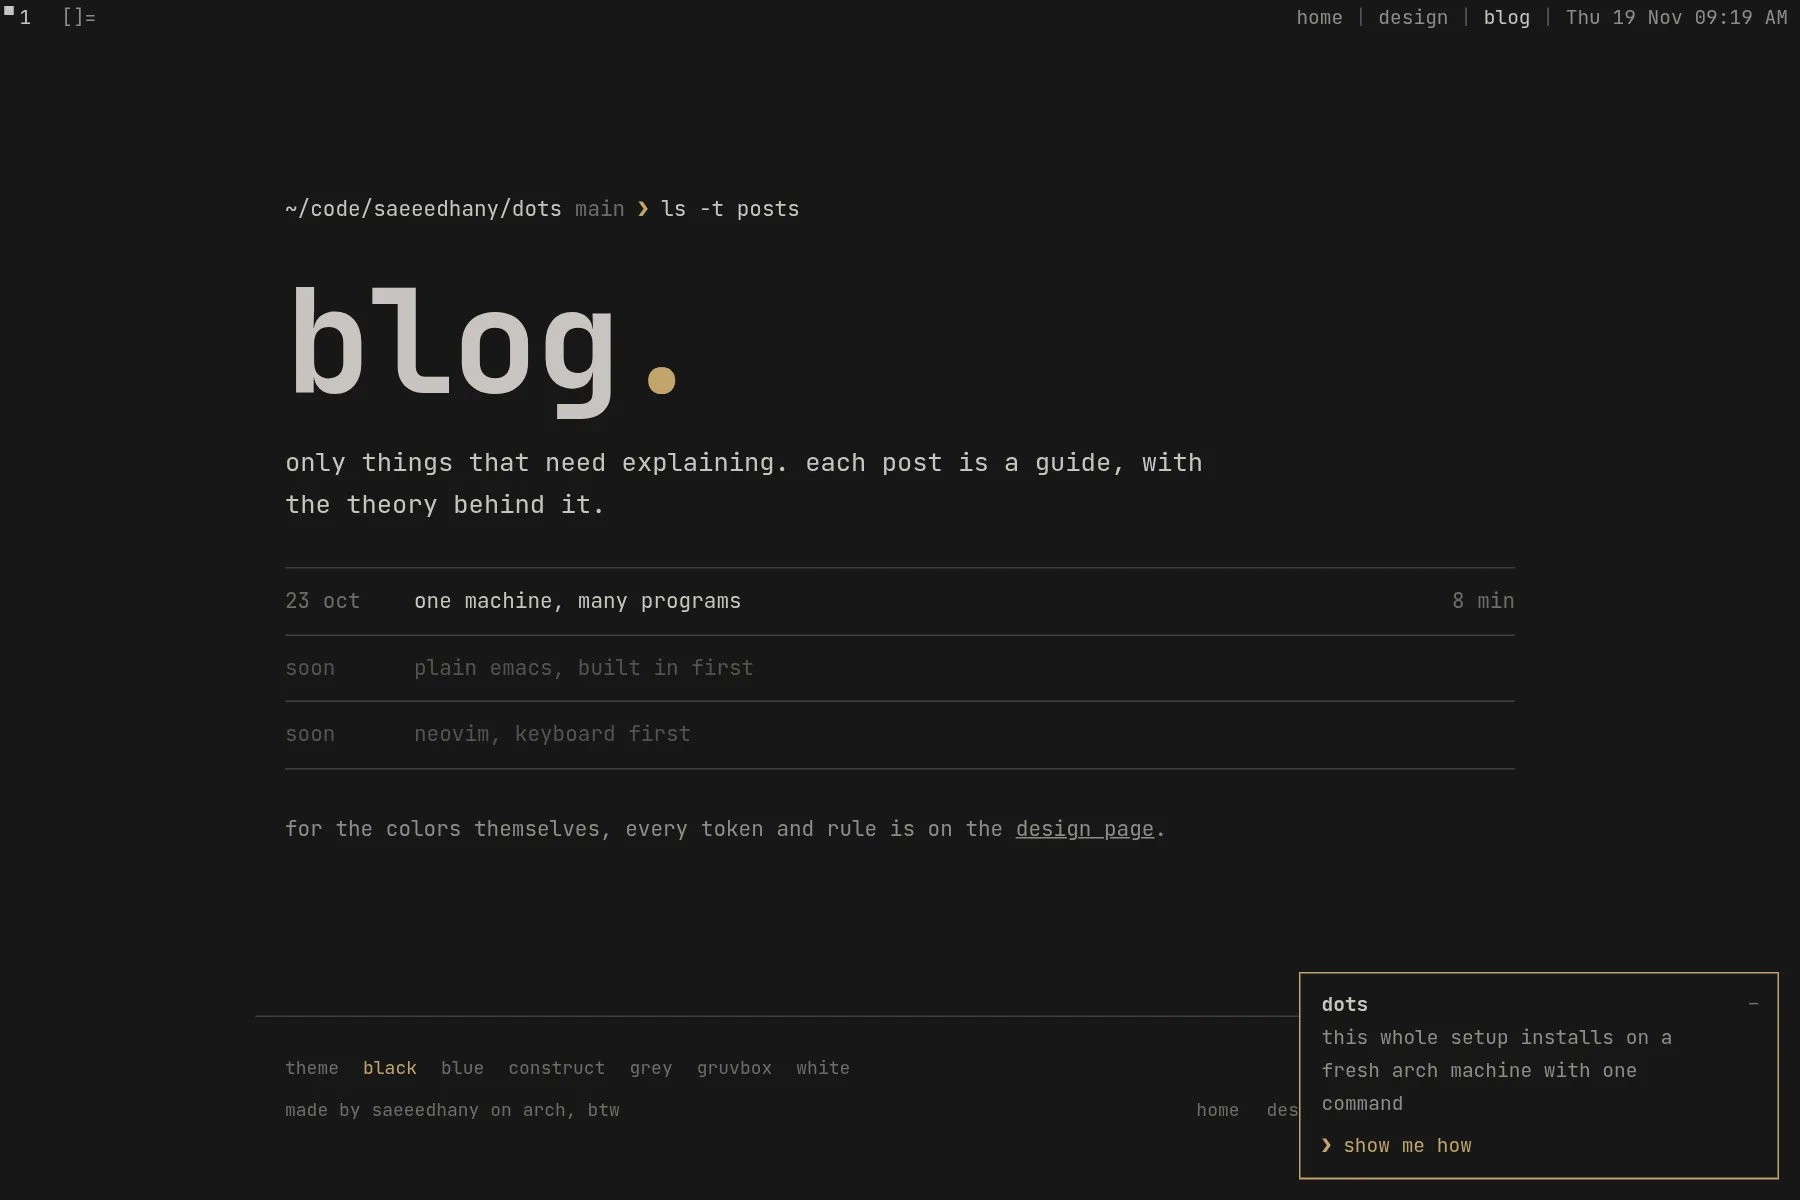 1 []= home | design | blog | Thu 19 Nov 09:19 AM
~/code/saeeedhany/dots main ❯ ls -t posts
blog.
only things that need explaining. each post is a guide, with
the theory behind it.
23 oct one machine, many programs 8 min
soon plain emacs, built in first
soon neovim, keyboard first
for the colors themselves, every token and rule is on the design page.
theme black blue construct grey gruvbox white
made by saeeedhany on arch, btw home des
dots –
this whole setup installs on a
fresh arch machine with one
command
❯ show me how